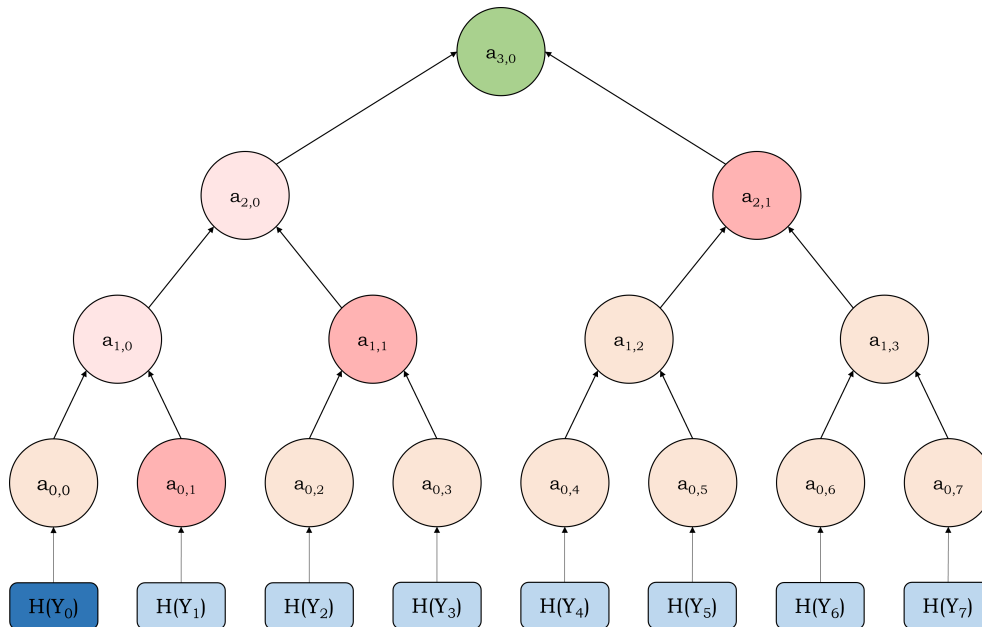 a3,0
a2,0
a2,1
a1,0
a1,1
a1,2
a1,3
a0,0
a0,1
a0,2
a0,3
a0,4
a0,5
a0,6
a0,7
H(Y0)
H(Y1)
H(Y2)
H(Y3)
H(Y4)
H(Y5)
H(Y6)
H(Y7)